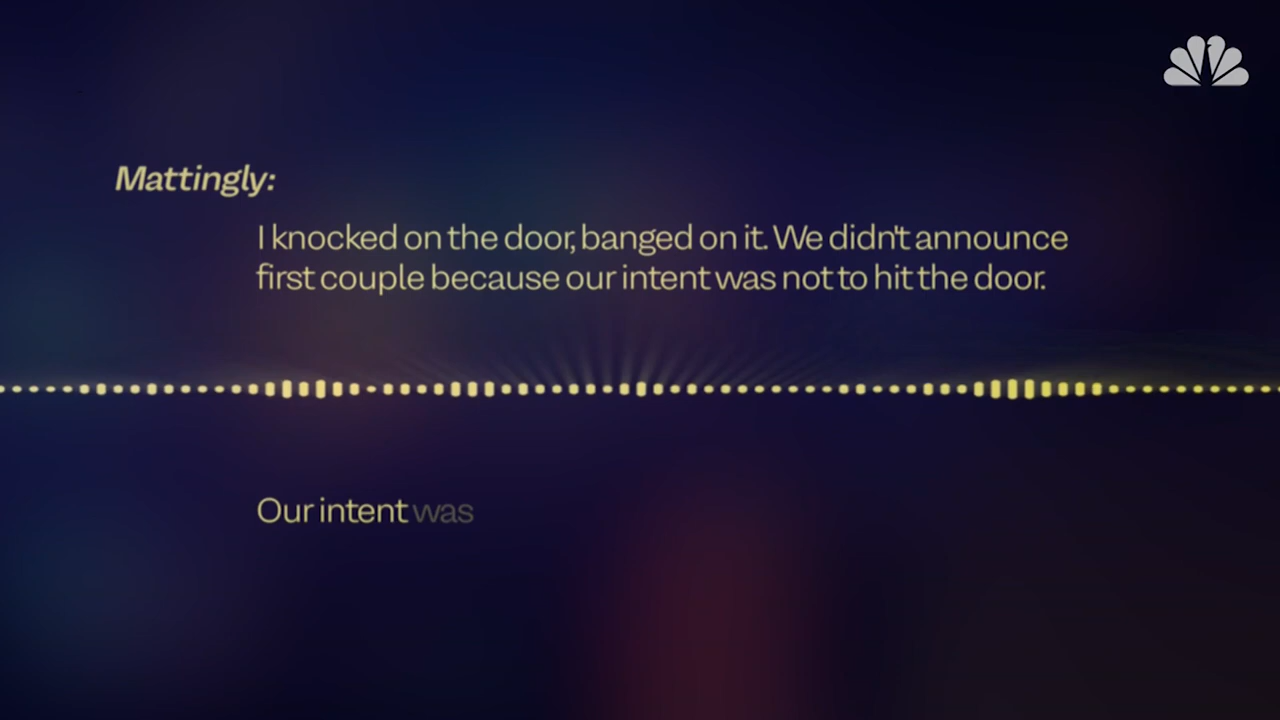 Mattingly:
I knocked on the door, banged on it. We didn't announce
first couple because our intent was not to hit the door.
Our intent was